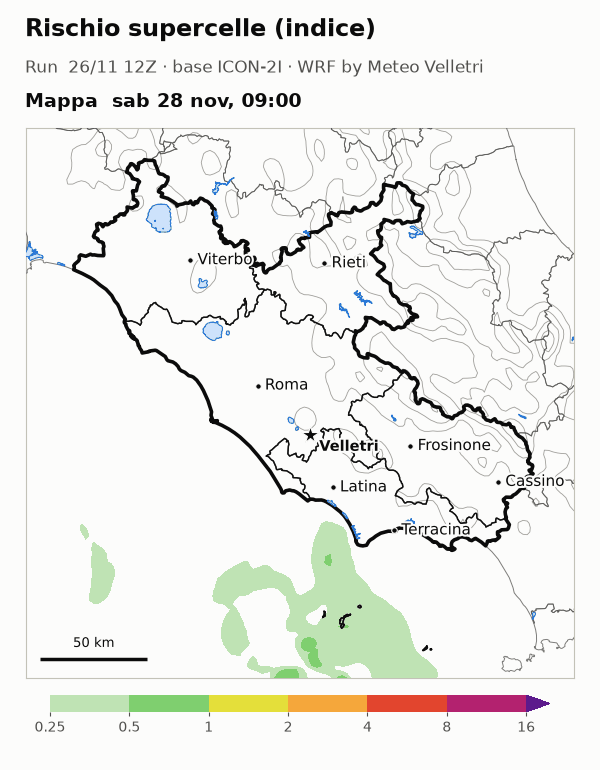 Rischio supercelle (indice)
Run  26/11 12Z · base ICON-2I · WRF by Meteo Velletri
Mappa  sab 28 nov, 09:00
Viterbo
Rieti
Roma
Velletri
Frosinone
Latina
Cassino
Terracina
50 km
0.25 0.5 1 2 4 8 16